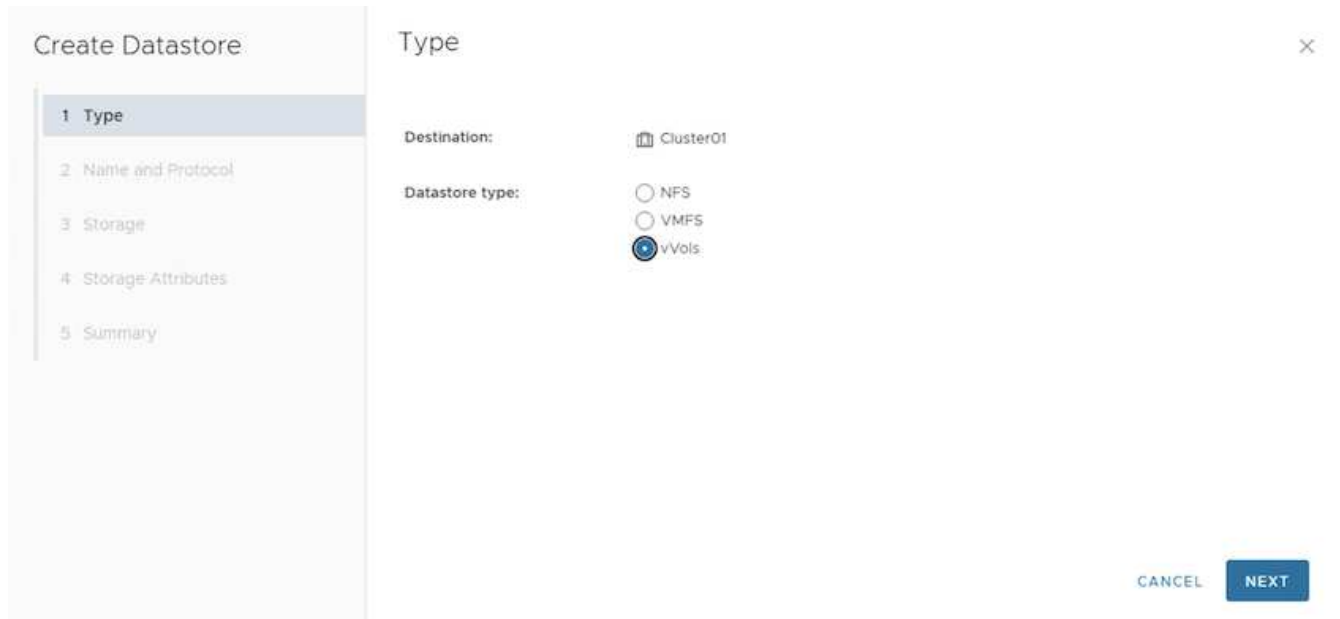 Create Datastore
1 Type
2 Name and Protocol
3 Storage
4 Storage Attributes
5 Summary
Type
Destination:
Cluster01
Datastore type:
NFS
VMFS
vVols
CANCEL
NEXT